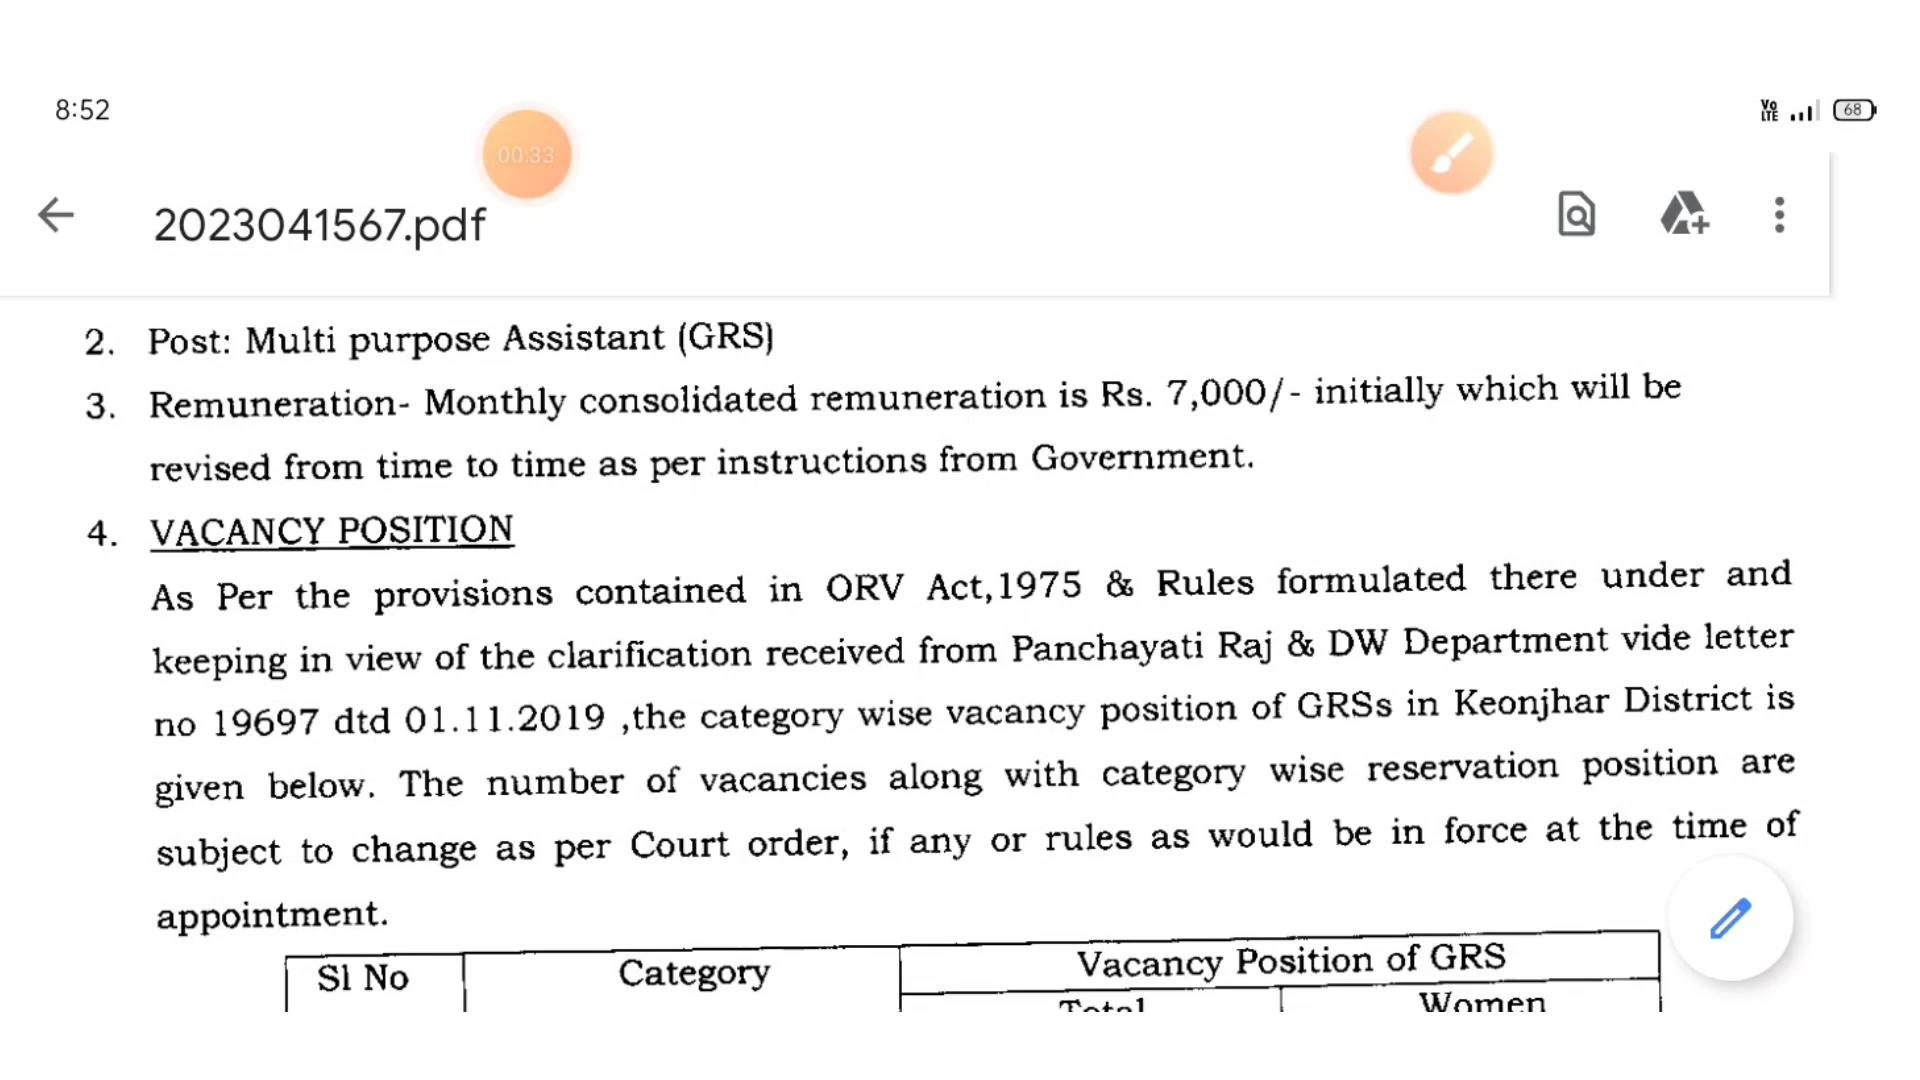 8:52
Vo LTE
68
00:33
2023041567.pdf
2. Post: Multi purpose Assistant (GRS)
3. Remuneration- Monthly consolidated remuneration is Rs. 7,000/- initially which will be
revised from time to time as per instructions from Government.
4. VACANCY POSITION
As Per the provisions contained in ORV Act,1975 & Rules formulated there under and
keeping in view of the clarification received from Panchayati Raj & DW Department vide letter
no 19697 dtd 01.11.2019 ,the category wise vacancy position of GRSs in Keonjhar District is
given below. The number of vacancies along with category wise reservation position are
subject to change as per Court order, if any or rules as would be in force at the time of
appointment.
Sl No Category Vacancy Position of GRS
Total Women